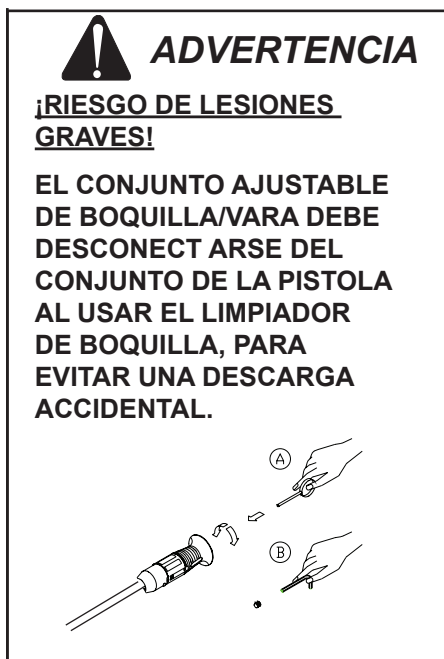 ADVERTENCIA
¡RIESGO DE LESIONES
GRAVES!
EL CONJUNTO AJUSTABLE
DE BOQUILLA/VARA DEBE
DESCONECT ARSE DEL
CONJUNTO DE LA PISTOLA
AL USAR EL LIMPIADOR
DE BOQUILLA, PARA
EVITAR UNA DESCARGA
ACCIDENTAL.
A
B